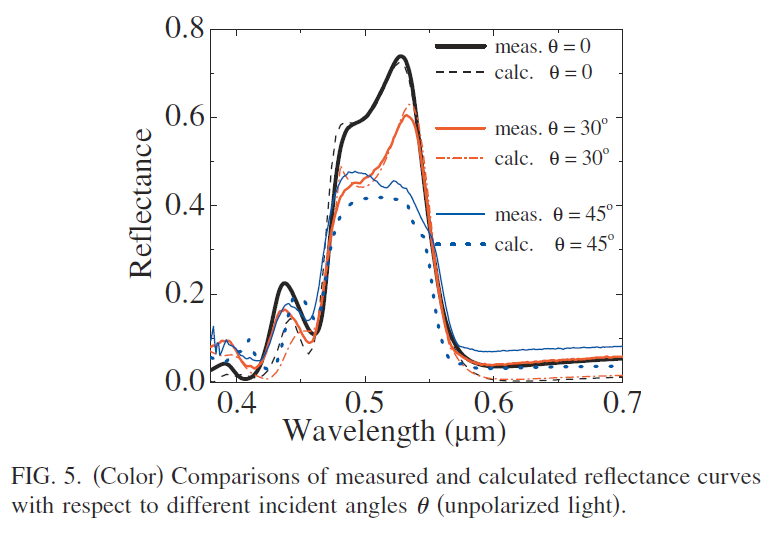 0.8
0.6
0.4
0.2
0.0
Reflectance
meas. θ = 0
calc. θ = 0
meas. θ = 30°
calc. θ = 30°
meas. θ = 45°
calc. θ = 45°
0.4 0.5 0.6 0.7
Wavelength (μm)
FIG. 5. (Color) Comparisons of measured and calculated reflectance curves
with respect to different incident angles θ (unpolarized light).